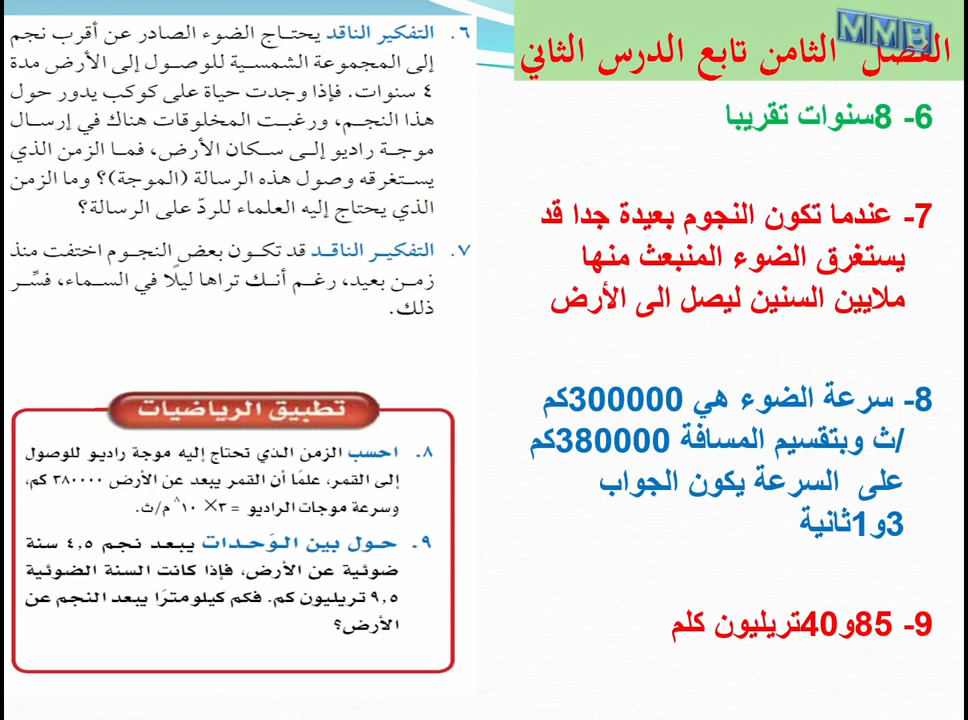 MMB
الفصل الثامن تابع الدرس الثاني
6- 8سنوات تقريبا
7- عندما تكون النجوم بعيدة جدا قد
يستغرق الضوء المنبعث منها
ملايين السنين ليصل الى الأرض
8- سرعة الضوء هي 300000كم
/ث وبتقسيم المسافة 380000كم
على السرعة يكون الجواب
3و1ثانية
9- 85و40تريليون كلم
٦. التفكير الناقد يحتاج الضوء الصادر عن أقرب نجم
إلى المجموعة الشمسية للوصول إلى الأرض مدة
٤ سنوات. فإذا وجدت حياة على كوكب يدور حول
هذا النجم، ورغبت المخلوقات هناك في إرسال
موجة راديو إلى سكان الأرض، فما الزمن الذي
يستغرقه وصول هذه الرسالة (الموجة)؟ وما الزمن
الذي يحتاج إليه العلماء للردّ على الرسالة؟
٧. التفكير الناقد قد تكون بعض النجوم اختفت منذ
زمن بعيد، رغم أنك تراها ليلًا في السماء، فسِّر
ذلك.
تطبيق الرياضيات
٨. احسب الزمن الذي تحتاج إليه موجة راديو للوصول
إلى القمر، علمًا أن القمر يبعد عن الأرض ٣٨٠٠٠٠ كم،
وسرعة موجات الراديو = ٣× ١٠^٨ م/ث.
٩. حول بين الوَحدات يبعد نجم ٤,٥ سنة
ضوئية عن الأرض، فإذا كانت السنة الضوئية
٩,٥ تريليون كم. فكم كيلومترًا يبعد النجم عن
الأرض؟